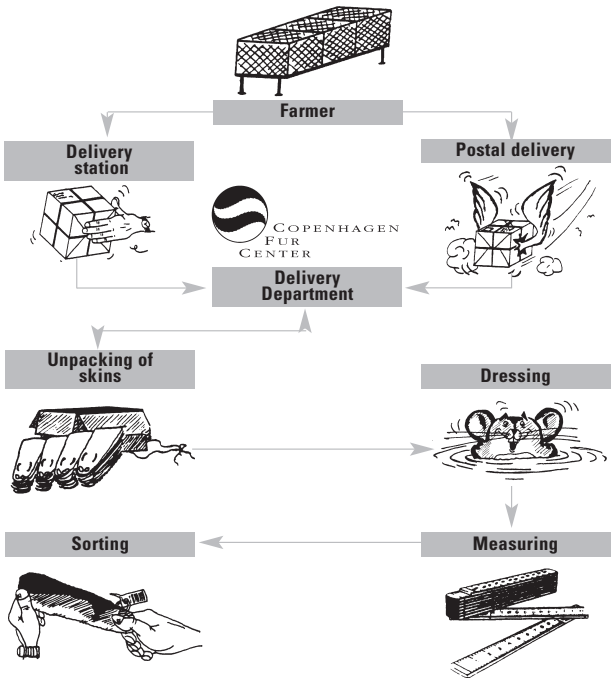 Farmer
Delivery
station
Postal delivery
COPENHAGEN
FUR
CENTER
Delivery
Department
Unpacking of
skins
Dressing
Sorting
Measuring